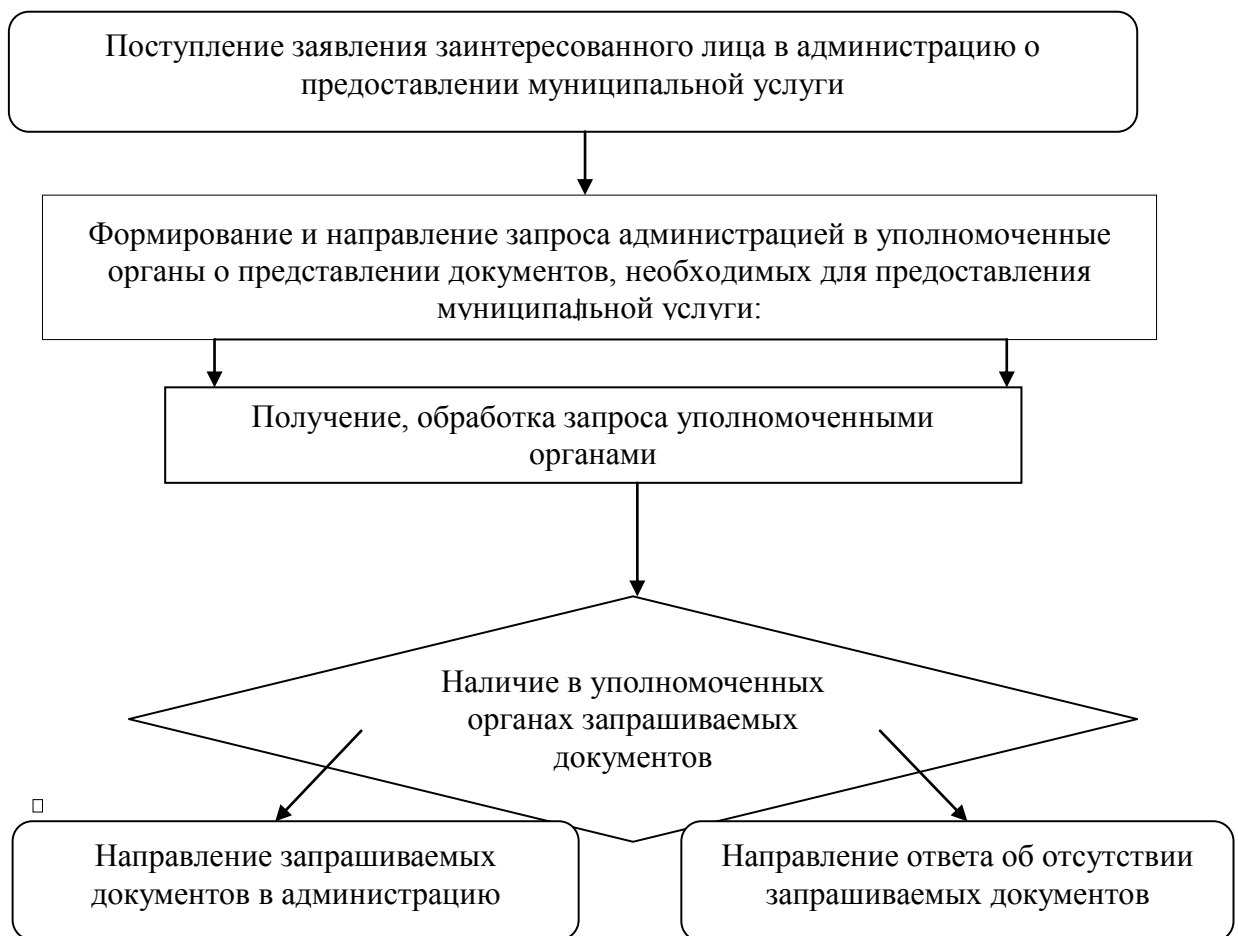 Поступление заявления заинтересованного лица в администрацию о
предоставлении муниципальной услуги
Формирование и направление запроса администрацией в уполномоченные
органы о представлении документов, необходимых для предоставления
муниципальной услуги:
Получение, обработка запроса уполномоченными
органами
Наличие в уполномоченных
органах запрашиваемых
документов
Направление запрашиваемых
документов в администрацию
Направление ответа об отсутствии
запрашиваемых документов